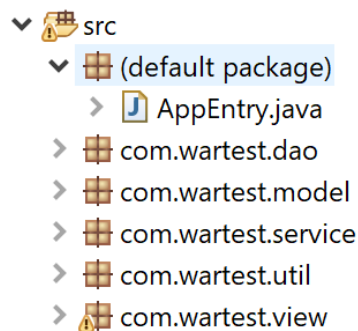 src
(default package)
AppEntry.java
com.wartest.dao
com.wartest.model
com.wartest.service
com.wartest.util
com.wartest.view